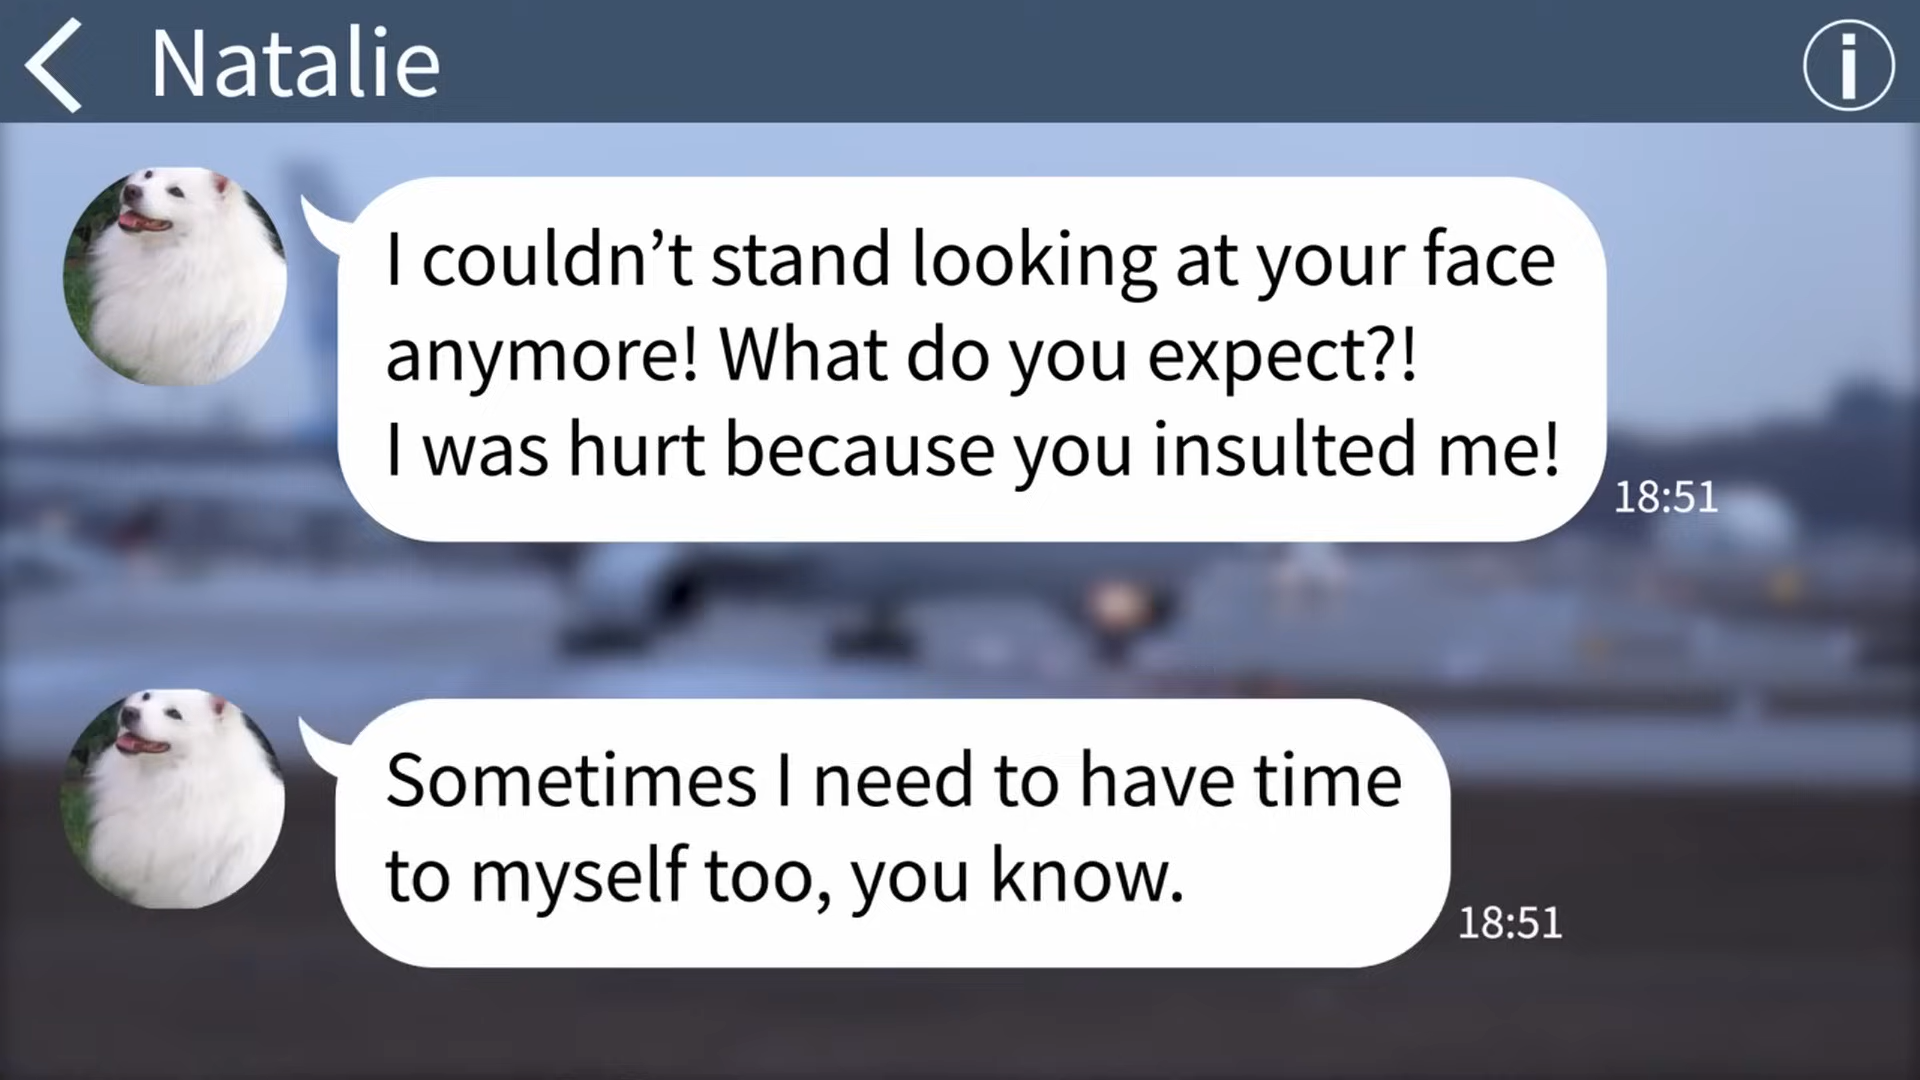 Natalie
I couldn’t stand looking at your face
anymore! What do you expect?!
I was hurt because you insulted me!
18:51
Sometimes I need to have time
to myself too, you know.
18:51